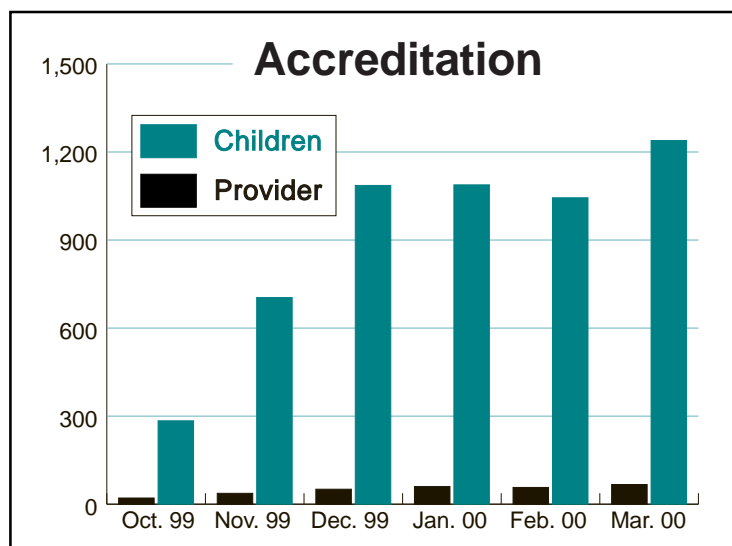 Accreditation
1,500
1,200
900
600
300
0
Children
Provider
Oct. 99 Nov. 99 Dec. 99 Jan. 00 Feb. 00 Mar. 00